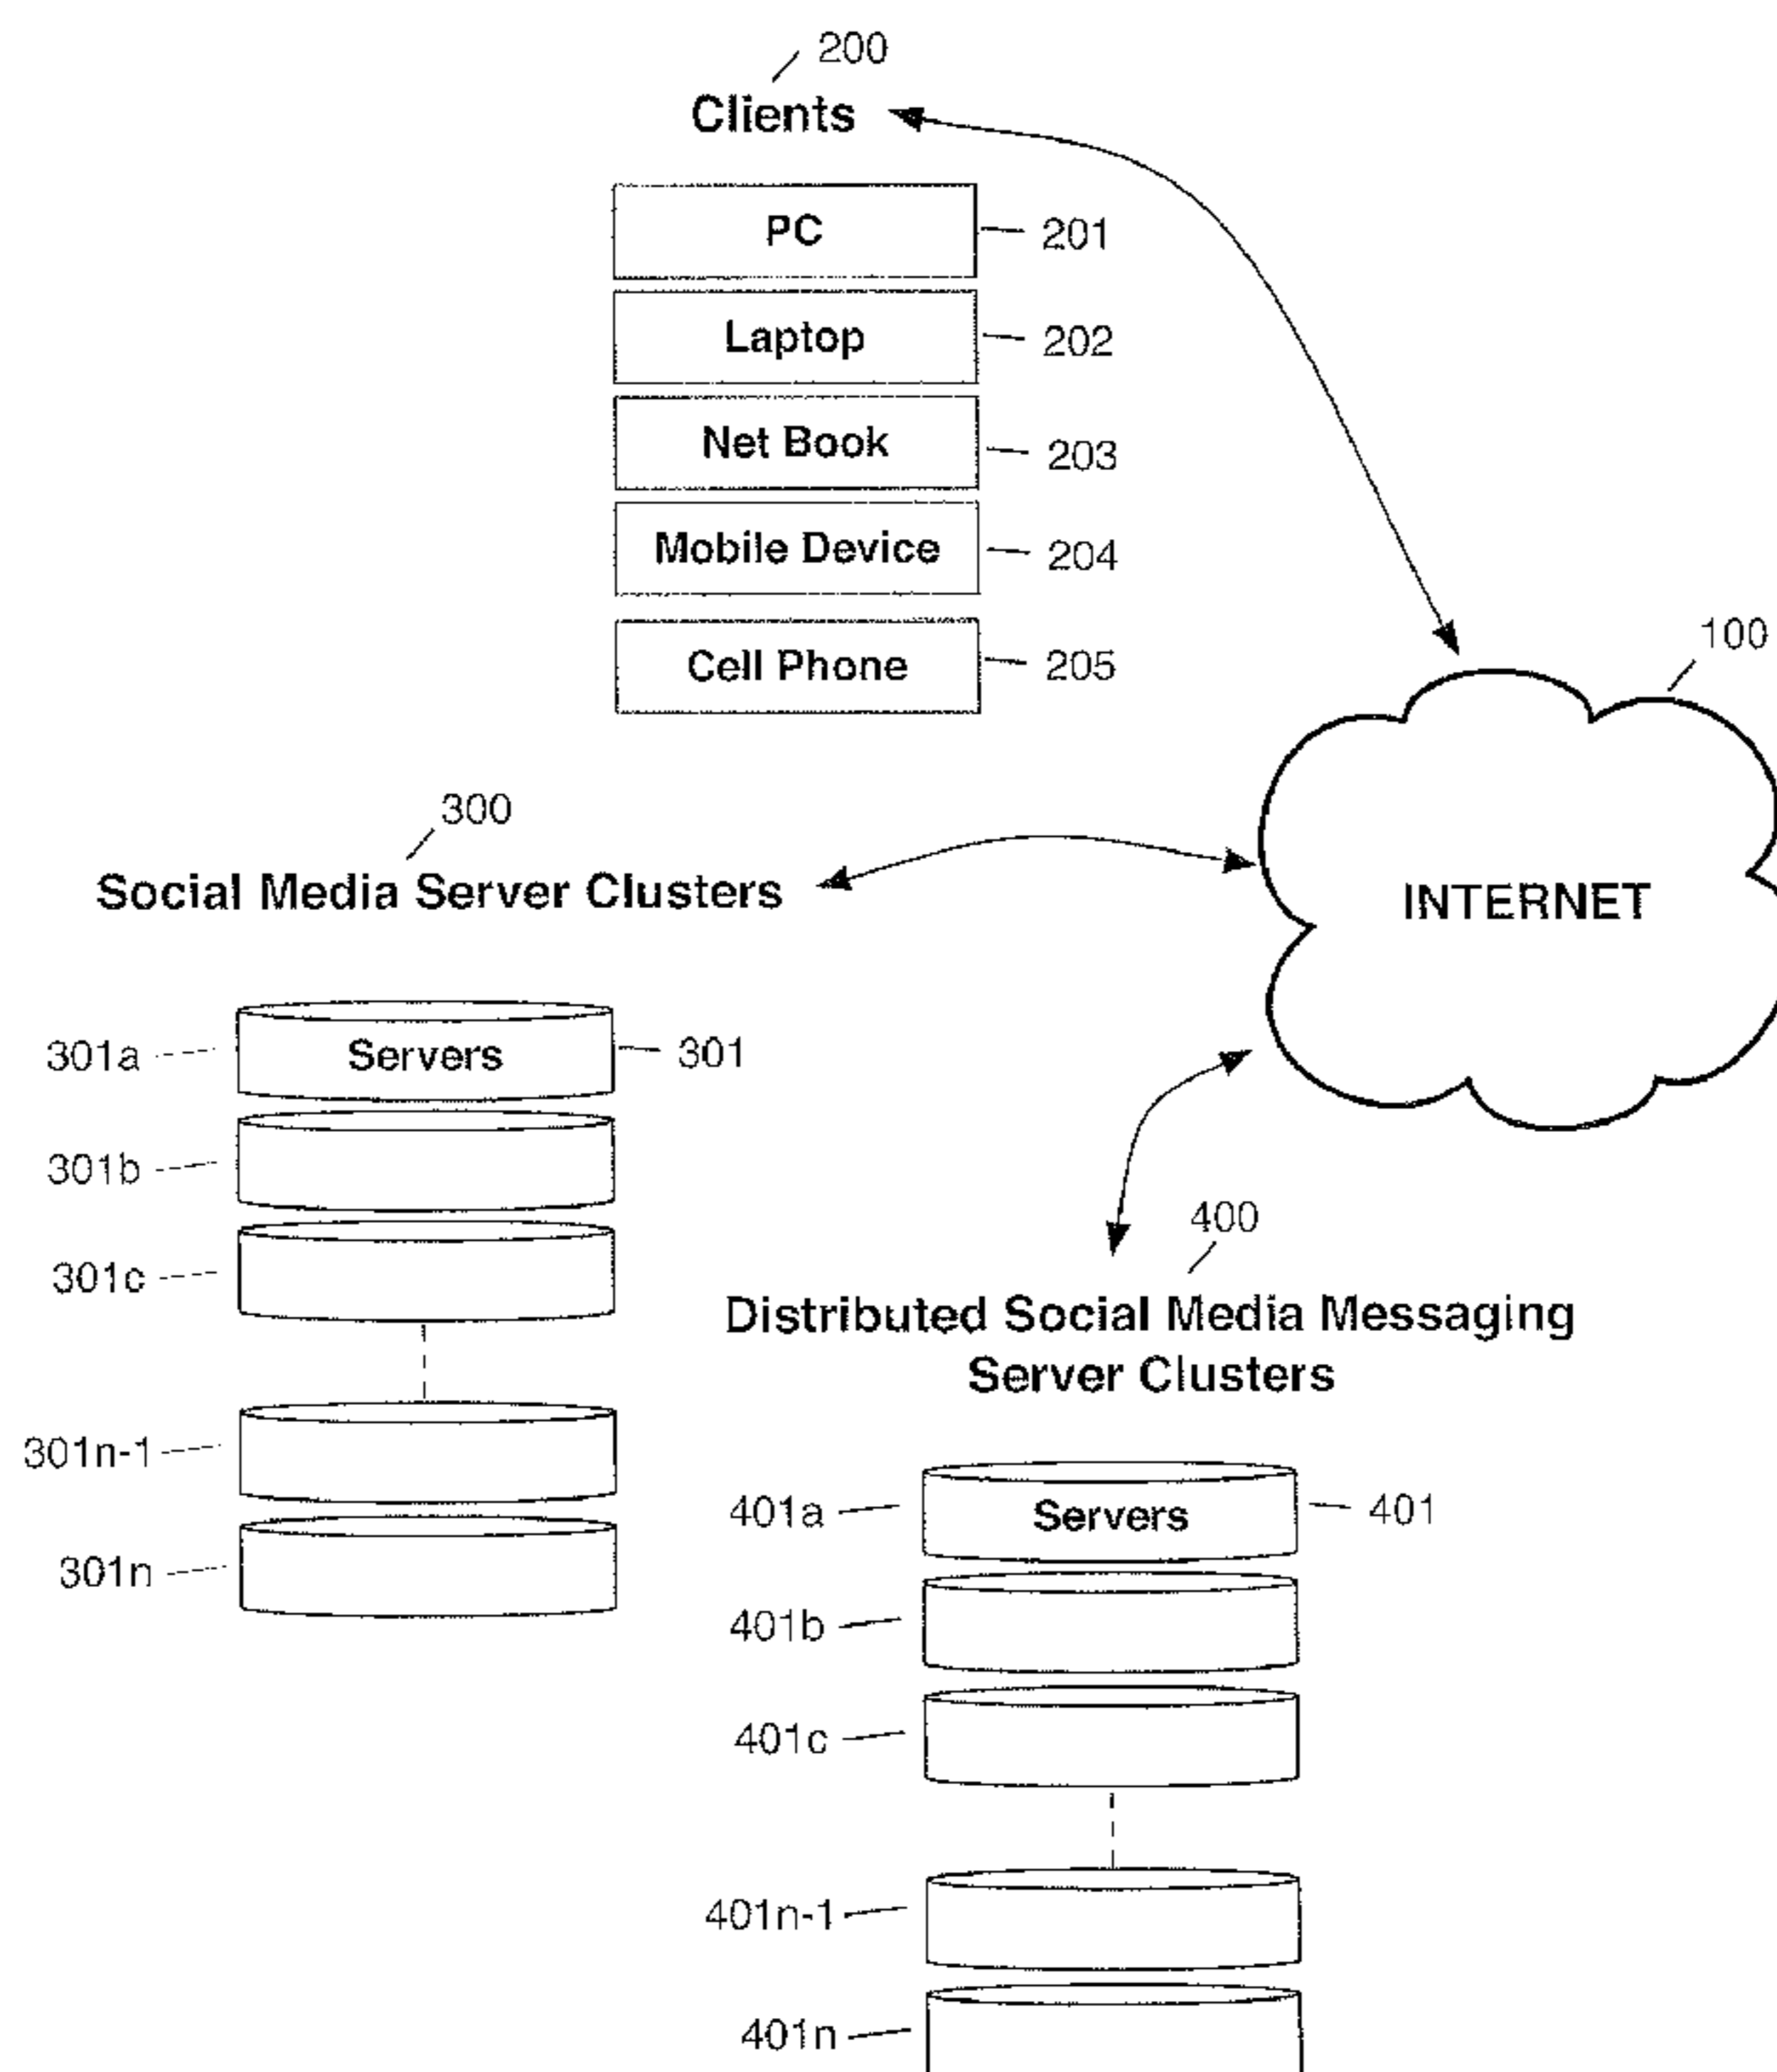 200
Clients
PC
201
Laptop
202
Net Book
203
Mobile Device
204
Cell Phone
205
100
INTERNET
300
Social Media Server Clusters
301a
Servers
301
301b
301c
301n-1
301n
400
Distributed Social Media Messaging
Server Clusters
401a
Servers
401
401b
401c
401n-1
401n